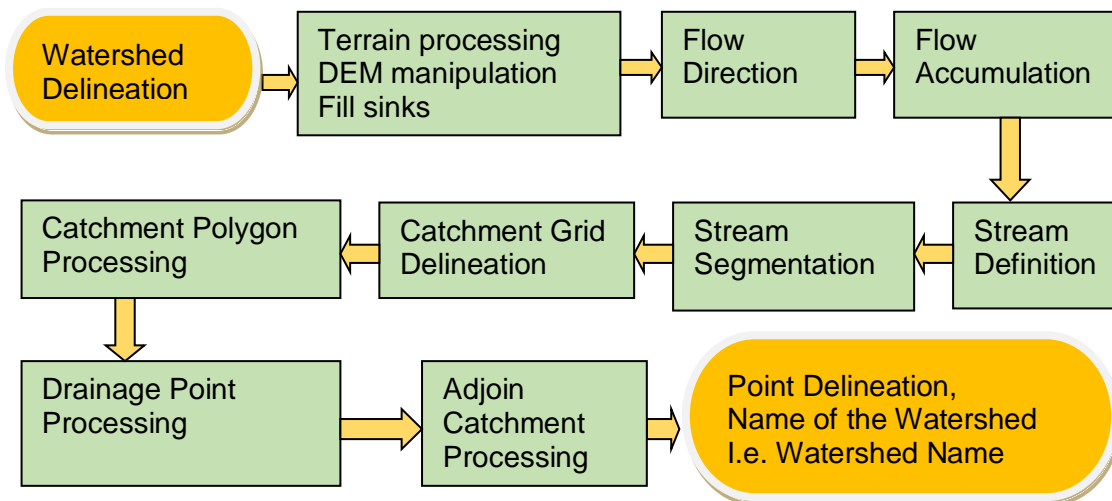 Watershed
Delineation
Terrain processing
DEM manipulation
Fill sinks
Flow
Direction
Flow
Accumulation
Stream
Definition
Stream
Segmentation
Catchment Grid
Delineation
Catchment Polygon
Processing
Drainage Point
Processing
Adjoin
Catchment
Processing
Point Delineation,
Name of the Watershed
I.e. Watershed Name